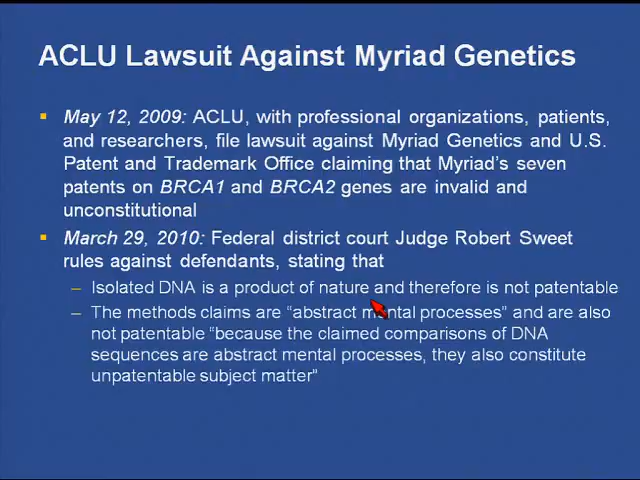 ACLU Lawsuit Against Myriad Genetics
May 12, 2009: ACLU, with professional organizations, patients,
and researchers, file lawsuit against Myriad Genetics and U.S.
Patent and Trademark Office claiming that Myriad's seven
patents on BRCA1 and BRCA2 genes are invalid and
unconstitutional
March 29, 2010: Federal district court Judge Robert Sweet
rules against defendants, stating that
– Isolated DNA is a product of nature and therefore is not patentable
– The methods claims are "abstract mental processes" and are also
not patentable "because the claimed comparisons of DNA
sequences are abstract mental processes, they also constitute
unpatentable subject matter"